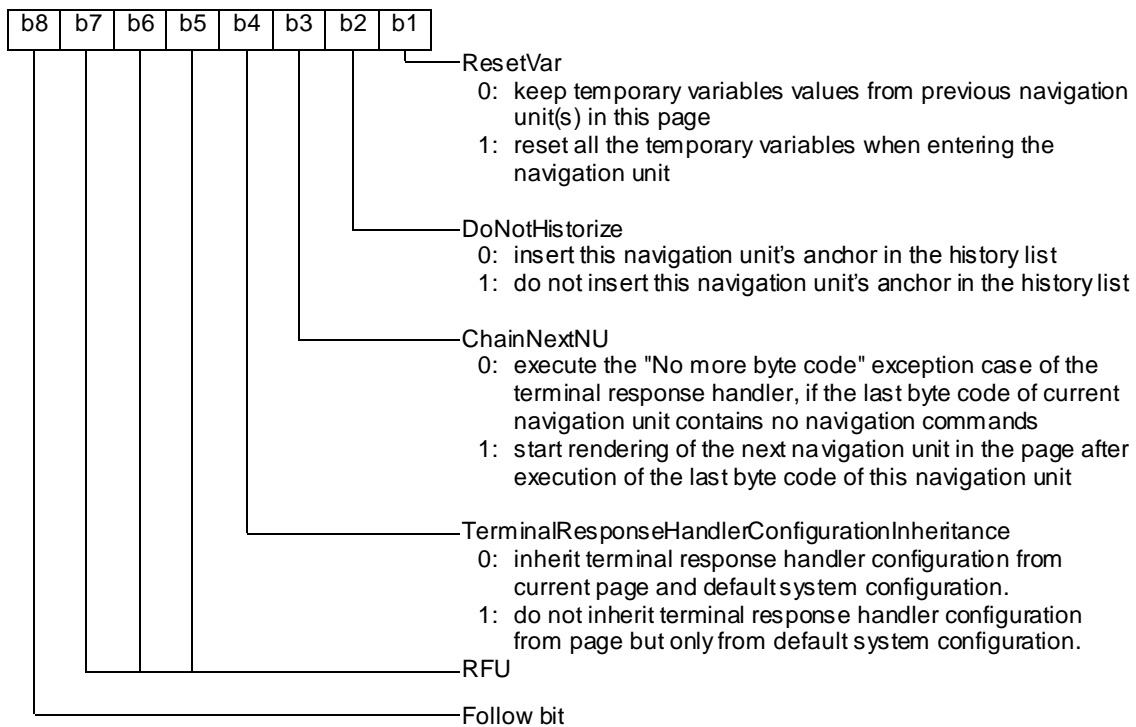 b8 b7 b6 b5 b4 b3 b2 b1
ResetVar
0: keep temporary variables values from previous navigation
unit(s) in this page
1: reset all the temporary variables when entering the
navigation unit
DoNotHistorize
0: insert this navigation unit’s anchor in the history list
1: do not insert this navigation unit’s anchor in the history list
ChainNextNU
0: execute the "No more byte code" exception case of the
terminal response handler, if the last byte code of current
navigation unit contains no navigation commands
1: start rendering of the next navigation unit in the page after
execution of the last byte code of this navigation unit
TerminalResponseHandlerConfigurationInheritance
0: inherit terminal response handler configuration from
current page and default system configuration.
1: do not inherit terminal response handler configuration
from page but only from default system configuration.
RFU
Follow bit